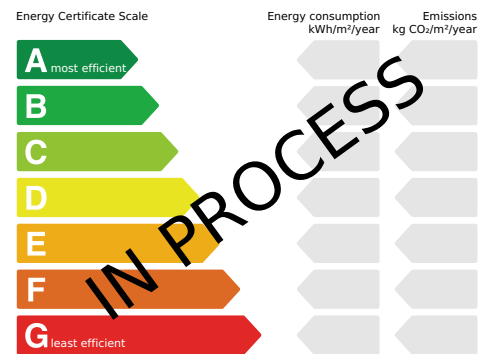 Energy Certificate Scale
Energy consumption
kWh/m²/year
Emissions
kg CO₂/m²/year
A most efficient
B
C
D
E
F
G least efficient
IN PROCESS